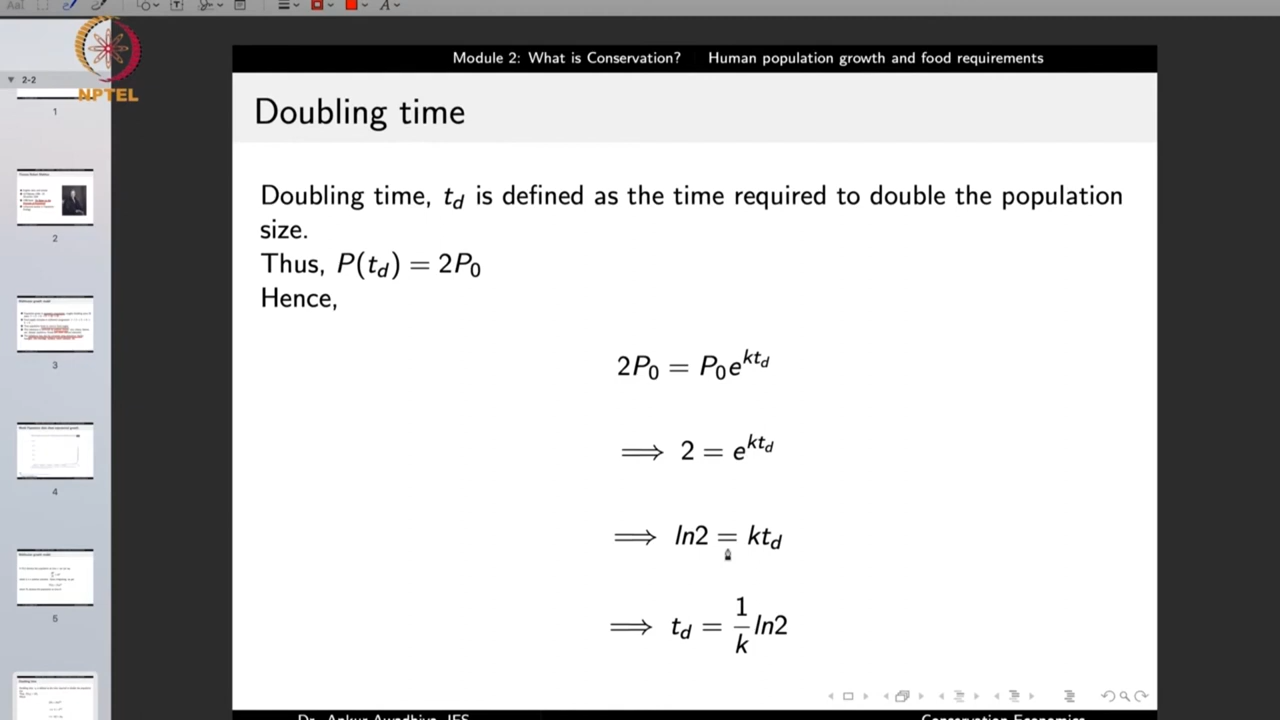 Module 2: What is Conservation? Human population growth and food requirements
2-2
NPTEL
Doubling time
Doubling time, t_d is defined as the time required to double the population
size.
Thus, P(t_d) = 2P_0
Hence,
2P_0 = P_0e^{kt_d}
⟹ 2 = e^{kt_d}
⟹ ln2 = kt_d
⟹ t_d = \frac{1}{k}ln2
1
2
3
4
5